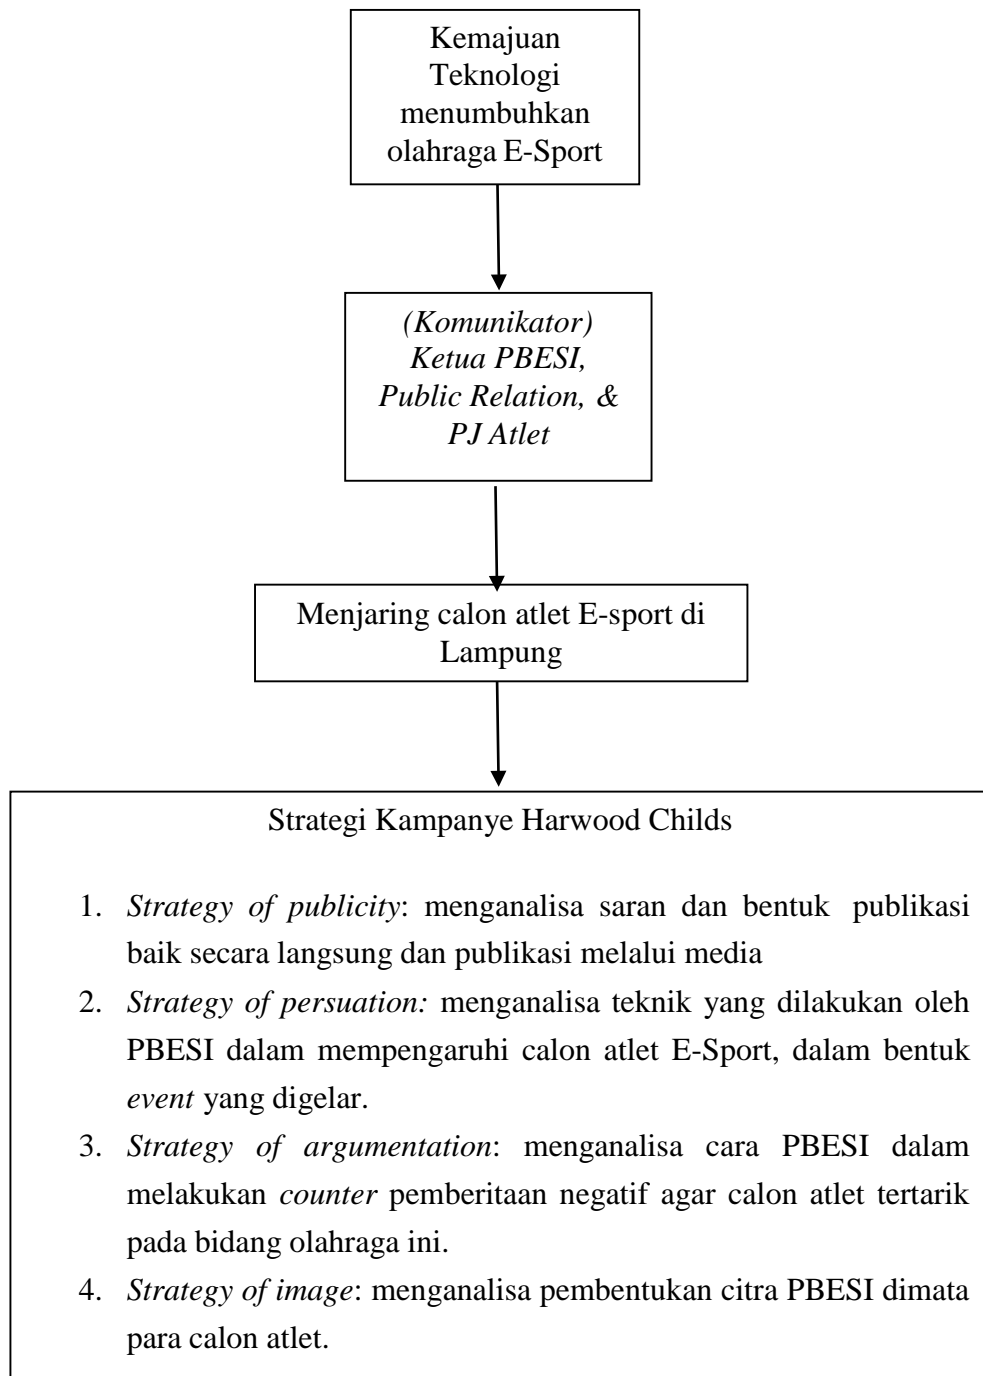 Kemajuan
Teknologi
menumbuhkan
olahraga E-Sport
(Komunikator)
Ketua PBESI,
Public Relation, &
PJ Atlet
Menjaring calon atlet E-sport di
Lampung
Strategi Kampanye Harwood Childs
1. Strategy of publicity: menganalisa saran dan bentuk publikasi
baik secara langsung dan publikasi melalui media
2. Strategy of persuation: menganalisa teknik yang dilakukan oleh
PBESI dalam mempengaruhi calon atlet E-Sport, dalam bentuk
event yang digelar.
3. Strategy of argumentation: menganalisa cara PBESI dalam
melakukan counter pemberitaan negatif agar calon atlet tertarik
pada bidang olahraga ini.
4. Strategy of image: menganalisa pembentukan citra PBESI dimata
para calon atlet.